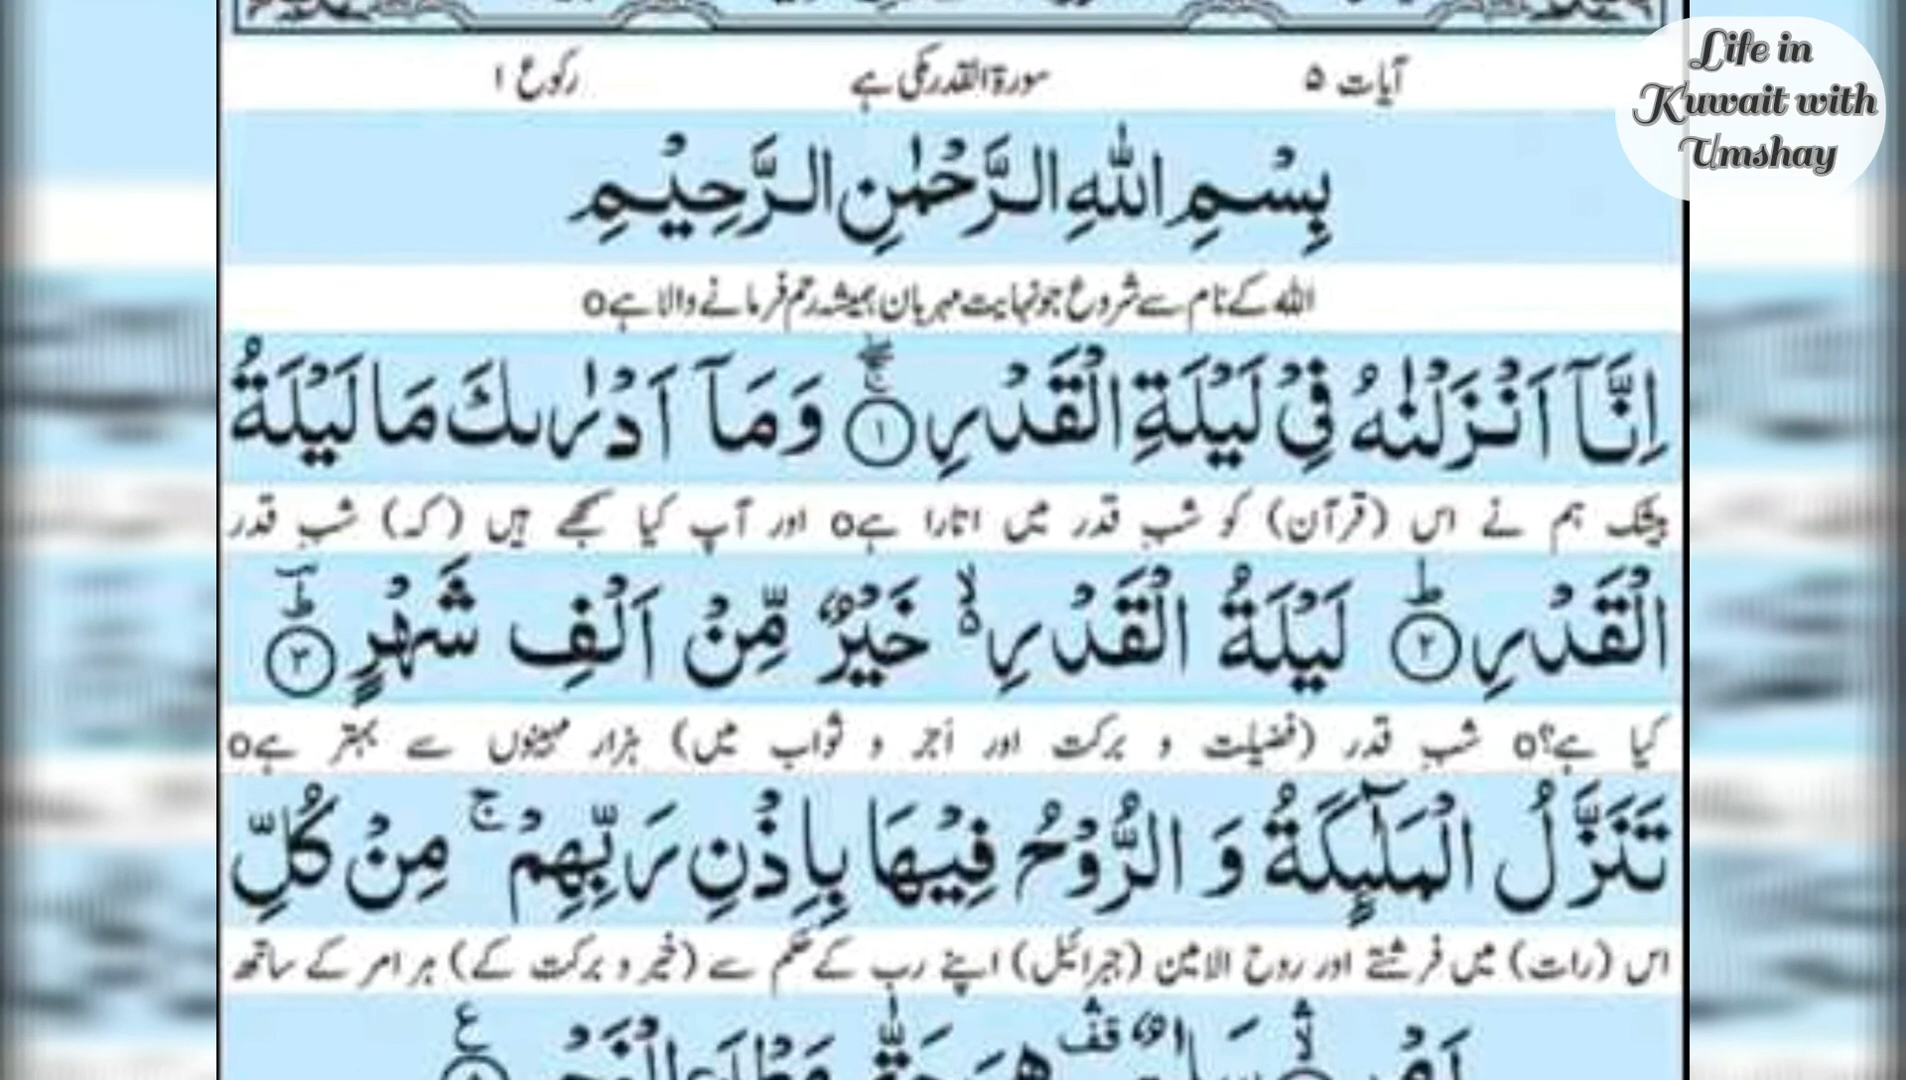 آیات ۵ سورۃ القدر مکی ہے رکوع ۱
Life in
Kuwait with
Umshay
بِسْمِ اللّٰهِ الرَّحْمٰنِ الرَّحِیْمِ
اللہ کے نام سے شروع جو نہایت مہربان ہمیشہ رحم فرمانے والا ہے o
اِنَّاۤ اَنْزَلْنٰهُ فِیْ لَیْلَةِ الْقَدْرِ ۚۖ ۝۱ وَ مَاۤ اَدْرٰىكَ مَا لَیْلَةُ
بیشک ہم نے اس (قرآن) کو شبِ قدر میں اتارا ہے o اور آپ کیا سمجھے ہیں (کہ) شبِ قدر
الْقَدْرِ ؕ ۝۲ لَیْلَةُ الْقَدْرِ ۙ۬ خَیْرٌ مِّنْ اَلْفِ شَهْرٍ ؕؔ ۝۳
کیا ہے؟ o شبِ قدر (فضیلت و برکت اور اَجر و ثواب میں) ہزار مہینوں سے بہتر ہے o
تَنَزَّلُ الْمَلٰٓىِٕكَةُ وَ الرُّوْحُ فِیْهَا بِاِذْنِ رَبِّهِمْ ۚ مِنْ كُلِّ
اس (رات) میں فرشتے اور روح الامین (جبرائیل) اپنے رب کے حکم سے (خیر و برکت کے) ہر امر کے ساتھ